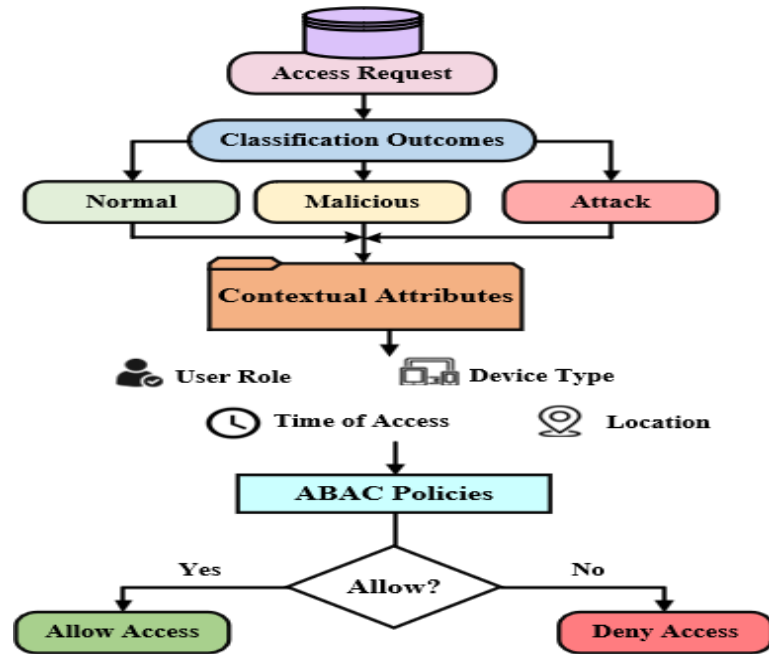 Access Request
Classification Outcomes
Normal
Malicious
Attack
Contextual Attributes
User Role
Device Type
Time of Access
Location
ABAC Policies
Yes
Allow?
No
Allow Access
Deny Access